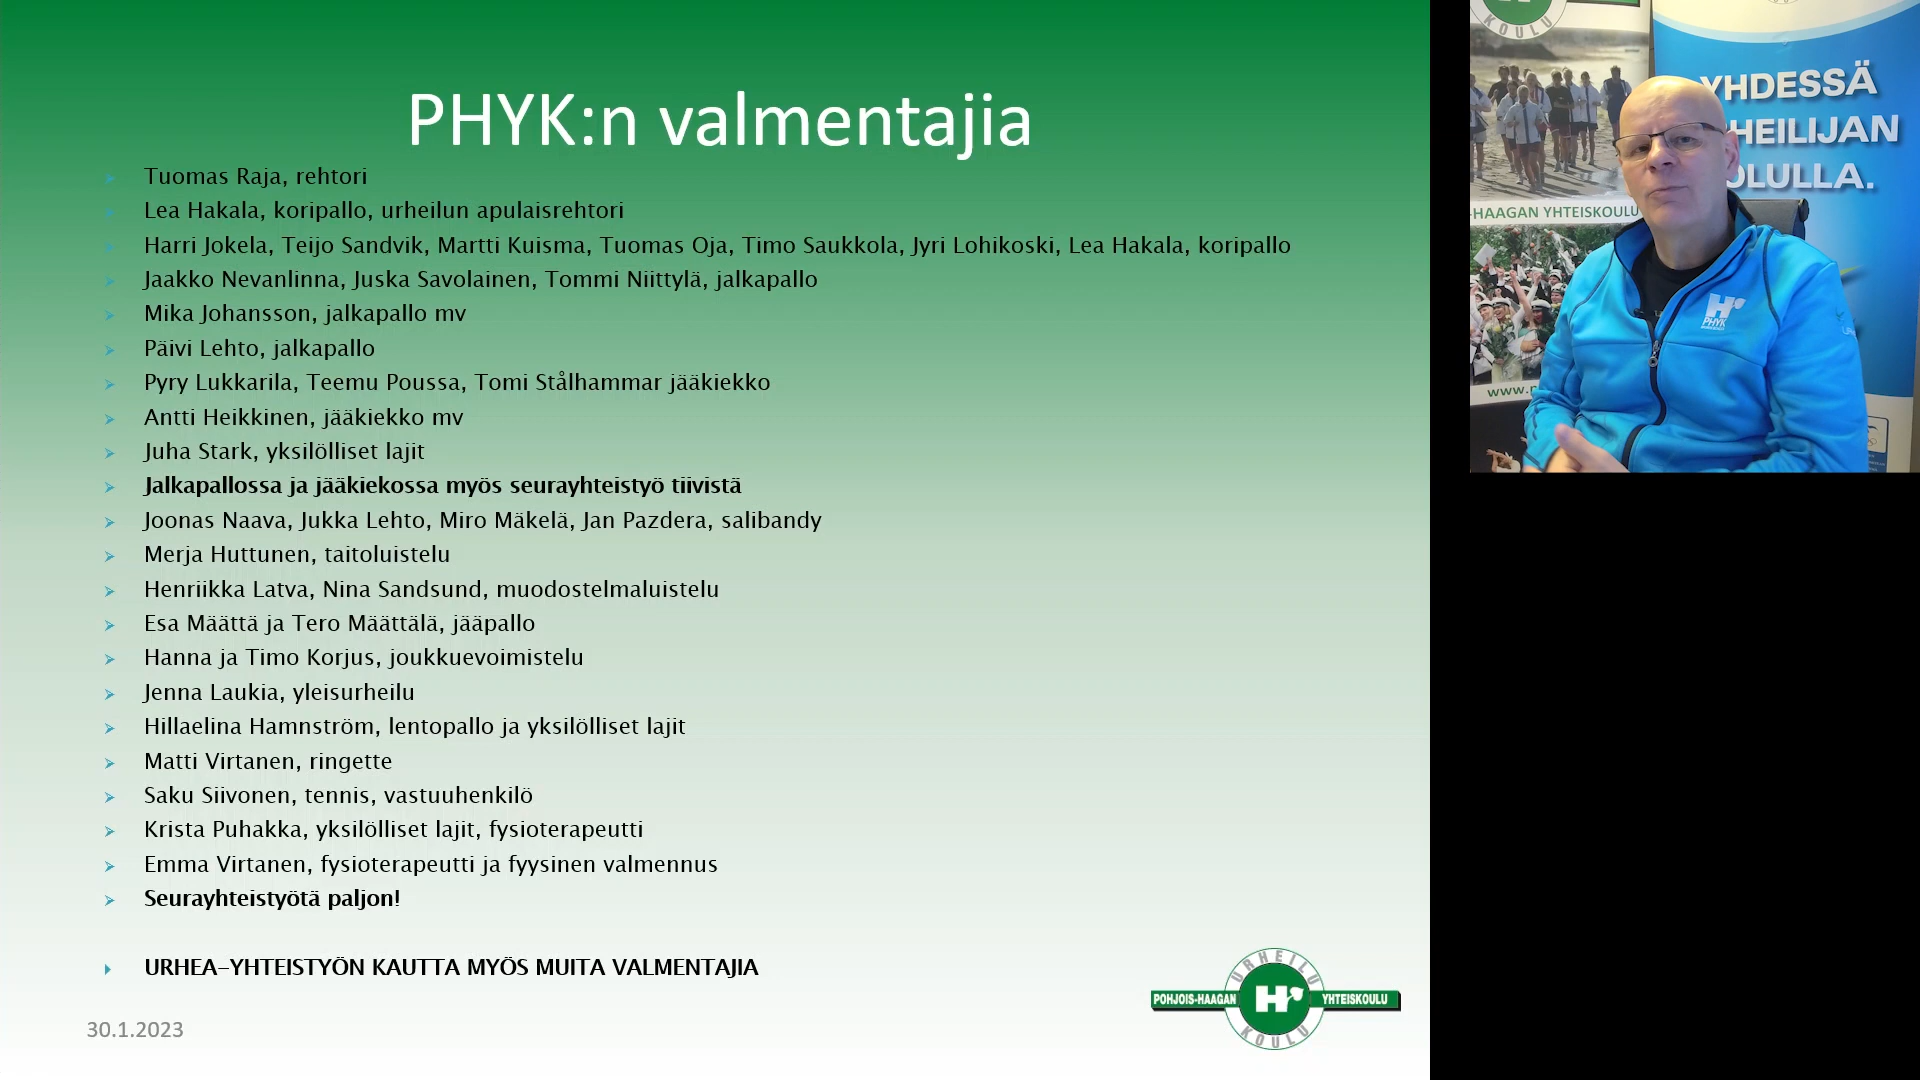 PHYK:n valmentajia
Tuomas Raja, rehtori
Lea Hakala, koripallo, urheilun apulaisrehtori
Harri Jokela, Teijo Sandvik, Martti Kuisma, Tuomas Oja, Timo Saukkola, Jyri Lohikoski, Lea Hakala, koripallo
Jaakko Nevanlinna, Juska Savolainen, Tommi Niittylä, jalkapallo
Mika Johansson, jalkapallo mv
Päivi Lehto, jalkapallo
Pyry Lukkarila, Teemu Poussa, Tomi Stålhammar jääkiekko
Antti Heikkinen, jääkiekko mv
Juha Stark, yksilölliset lajit
Jalkapallossa ja jääkiekossa myös seurayhteistyö tiivistä
Joonas Naava, Jukka Lehto, Miro Mäkelä, Jan Pazdera, salibandy
Merja Huttunen, taitoluistelu
Henriikka Latva, Nina Sandsund, muodostelmaluistelu
Esa Määttä ja Tero Määttälä, jääpallo
Hanna ja Timo Korjus, joukkuevoimistelu
Jenna Laukia, yleisurheilu
Hillaelina Hamnström, lentopallo ja yksilölliset lajit
Matti Virtanen, ringette
Saku Siivonen, tennis, vastuuhenkilö
Krista Puhakka, yksilölliset lajit, fysioterapeutti
Emma Virtanen, fysioterapeutti ja fyysinen valmennus
Seurayhteistyötä paljon!
URHEA-YHTEISTYÖN KAUTTA MYÖS MUITA VALMENTAJIA
30.1.2023
URHEILU
POHJOIS-HAAGAN H YHTEISKOULU
KOULU
KOULU
YHDESSÄ
HEILIJAN
OLULLA.
-HAAGAN YHTEISKOULU
www.
H
PHYK